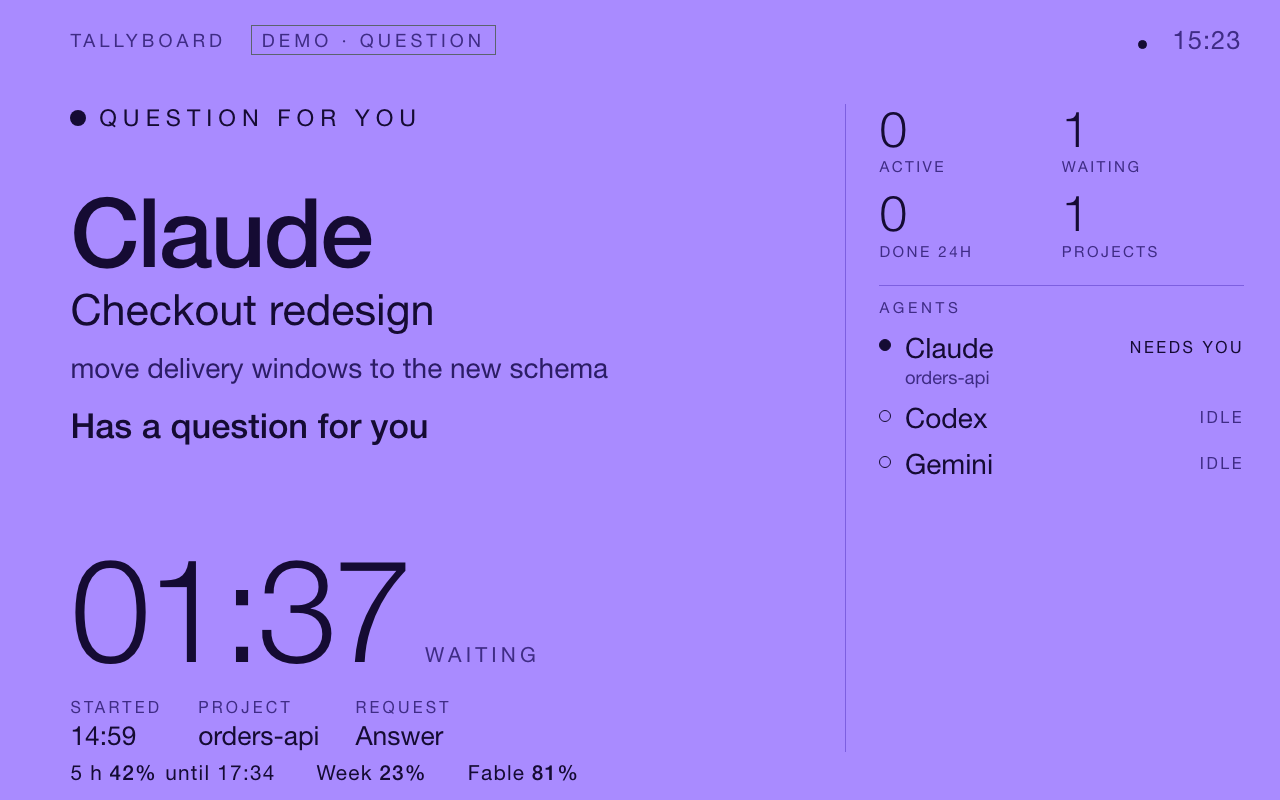 TALLYBOARD DEMO · QUESTION
15:23
QUESTION FOR YOU
Claude
Checkout redesign
move delivery windows to the new schema
Has a question for you
01:37 WAITING
STARTED PROJECT REQUEST
14:59 orders-api Answer
5 h 42% until 17:34 Week 23% Fable 81%
0 1
ACTIVE WAITING
0 1
DONE 24H PROJECTS
AGENTS
Claude NEEDS YOU
orders-api
Codex IDLE
Gemini IDLE